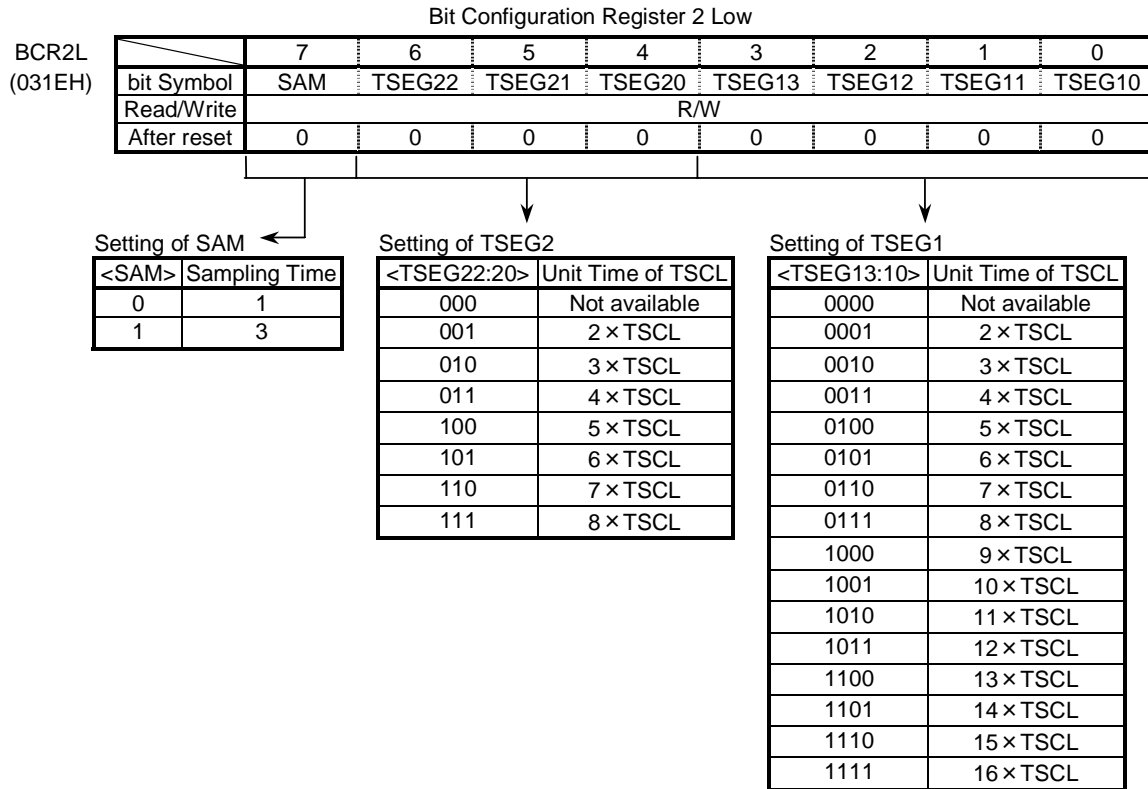 Bit Configuration Register 2 Low
BCR2L 7 6 5 4 3 2 1 0
(031EH) bit Symbol SAM TSEG22 TSEG21 TSEG20 TSEG13 TSEG12 TSEG11 TSEG10
Read/Write R/W
After reset 0 0 0 0 0 0 0 0
Setting of SAM
<SAM> Sampling Time
0 1
1 3
Setting of TSEG2
<TSEG22:20> Unit Time of TSCL
000 Not available
001 2×TSCL
010 3×TSCL
011 4×TSCL
100 5×TSCL
101 6×TSCL
110 7×TSCL
111 8×TSCL
Setting of TSEG1
<TSEG13:10> Unit Time of TSCL
0000 Not available
0001 2×TSCL
0010 3×TSCL
0011 4×TSCL
0100 5×TSCL
0101 6×TSCL
0110 7×TSCL
0111 8×TSCL
1000 9×TSCL
1001 10×TSCL
1010 11×TSCL
1011 12×TSCL
1100 13×TSCL
1101 14×TSCL
1110 15×TSCL
1111 16×TSCL